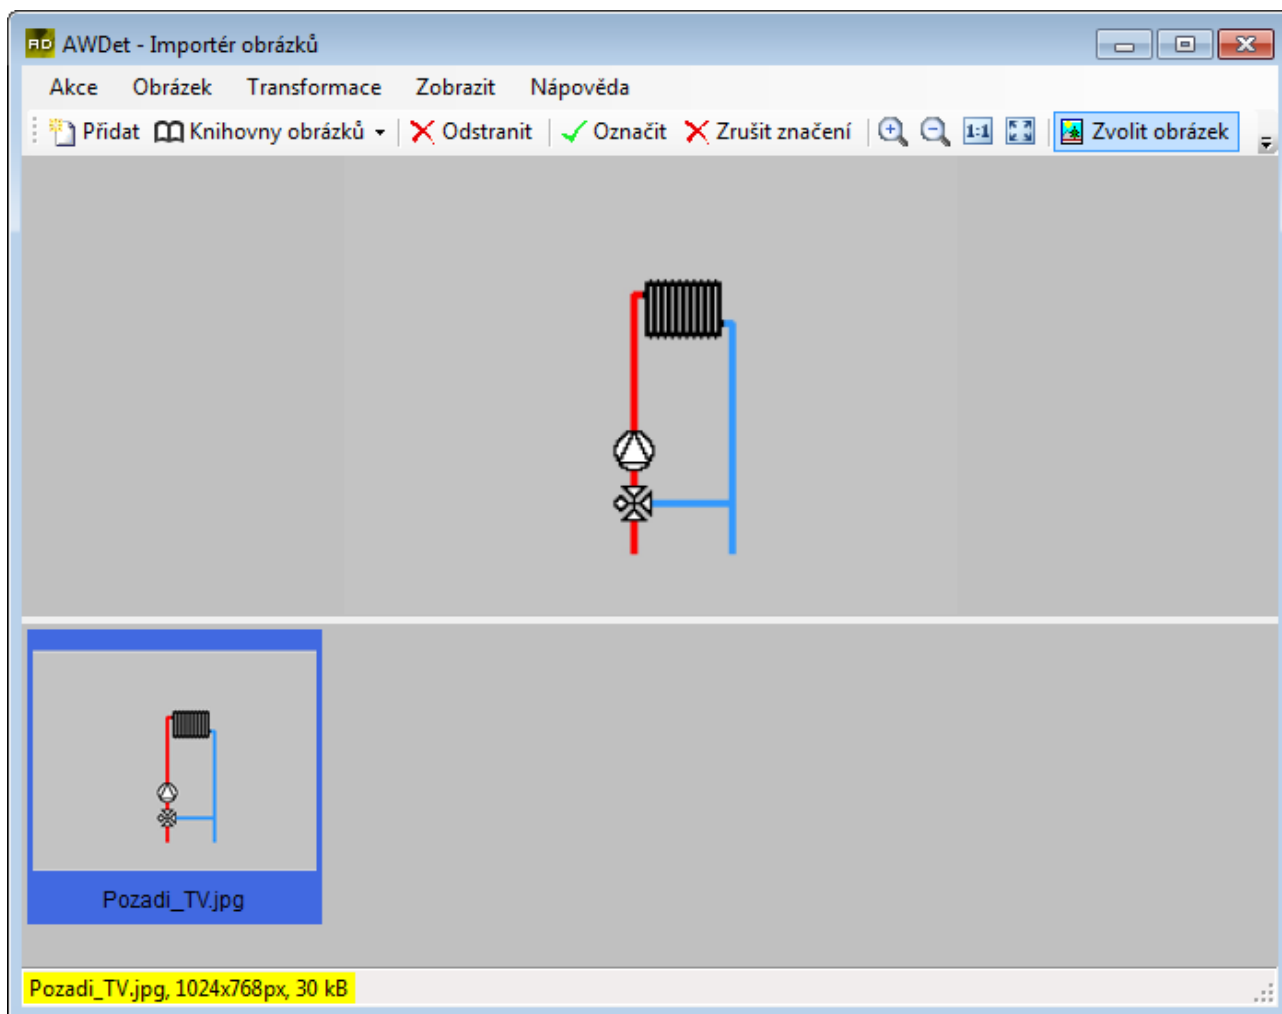 AD AWDet - Importér obrázků
Akce Obrázek Transformace Zobrazit Nápověda
Přidat Knihovny obrázků Odstranit Označit Zrušit značení 1:1 Zvolit obrázek
Pozadi_TV.jpg
Pozadi_TV.jpg, 1024x768px, 30 kB